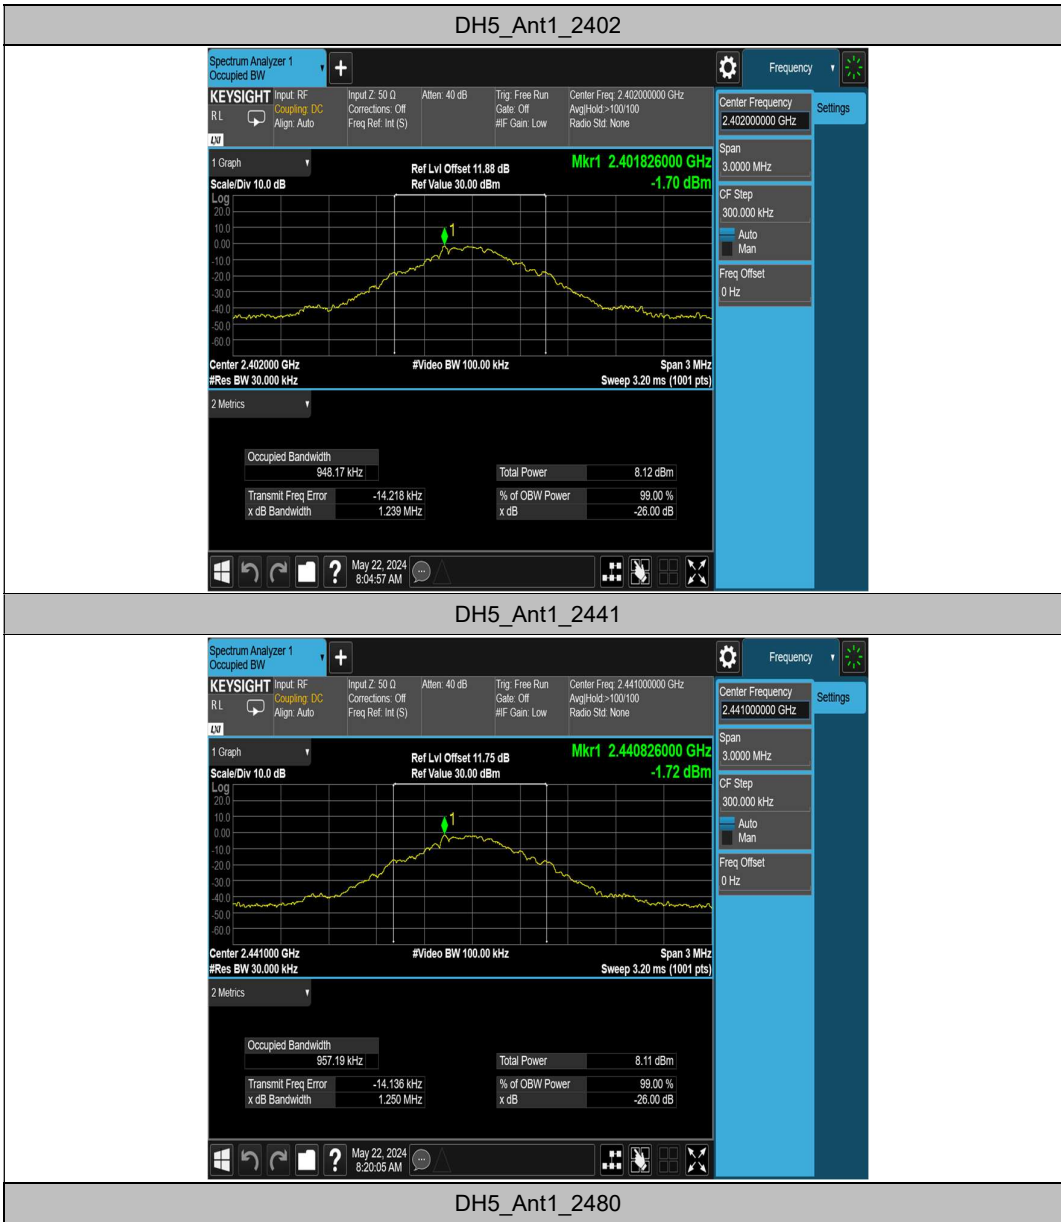 DH5_Ant1_2402
Spectrum Analyzer 1
Occupied BW
+
Frequency
KEYSIGHT
RL
LXI
Input: RF
Coupling: DC
Align: Auto
Input Z: 50 Ω
Corrections: Off
Freq Ref: Int (S)
Atten: 40 dB
Trig: Free Run
Gate: Off
#IF Gain: Low
Center Freq: 2.402000000 GHz
Avg|Hold:>100/100
Radio Std: None
Center Frequency
2.402000000 GHz
Settings
Span
3.0000 MHz
CF Step
300.000 kHz
Auto
Man
Freq Offset
0 Hz
1 Graph
Scale/Div 10.0 dB
Ref Lvl Offset 11.88 dB
Ref Value 30.00 dBm
Mkr1 2.401826000 GHz
-1.70 dBm
Log
20.0
10.0
0.00
-10.0
-20.0
-30.0
-40.0
-50.0
-60.0
1
Center 2.402000 GHz
#Video BW 100.00 kHz
Span 3 MHz
#Res BW 30.000 kHz
Sweep 3.20 ms (1001 pts)
2 Metrics
Occupied Bandwidth
948.17 kHz
Total Power 8.12 dBm
Transmit Freq Error -14.218 kHz
% of OBW Power 99.00 %
x dB Bandwidth 1.239 MHz
x dB -26.00 dB
?
May 22, 2024
8:04:57 AM
DH5_Ant1_2441
Spectrum Analyzer 1
Occupied BW
+
Frequency
KEYSIGHT
RL
LXI
Input: RF
Coupling: DC
Align: Auto
Input Z: 50 Ω
Corrections: Off
Freq Ref: Int (S)
Atten: 40 dB
Trig: Free Run
Gate: Off
#IF Gain: Low
Center Freq: 2.441000000 GHz
Avg|Hold:>100/100
Radio Std: None
Center Frequency
2.441000000 GHz
Settings
Span
3.0000 MHz
CF Step
300.000 kHz
Auto
Man
Freq Offset
0 Hz
1 Graph
Scale/Div 10.0 dB
Ref Lvl Offset 11.75 dB
Ref Value 30.00 dBm
Mkr1 2.440826000 GHz
-1.72 dBm
Log
20.0
10.0
0.00
-10.0
-20.0
-30.0
-40.0
-50.0
-60.0
1
Center 2.441000 GHz
#Video BW 100.00 kHz
Span 3 MHz
#Res BW 30.000 kHz
Sweep 3.20 ms (1001 pts)
2 Metrics
Occupied Bandwidth
957.19 kHz
Total Power 8.11 dBm
Transmit Freq Error -14.136 kHz
% of OBW Power 99.00 %
x dB Bandwidth 1.250 MHz
x dB -26.00 dB
?
May 22, 2024
8:20:05 AM
DH5_Ant1_2480